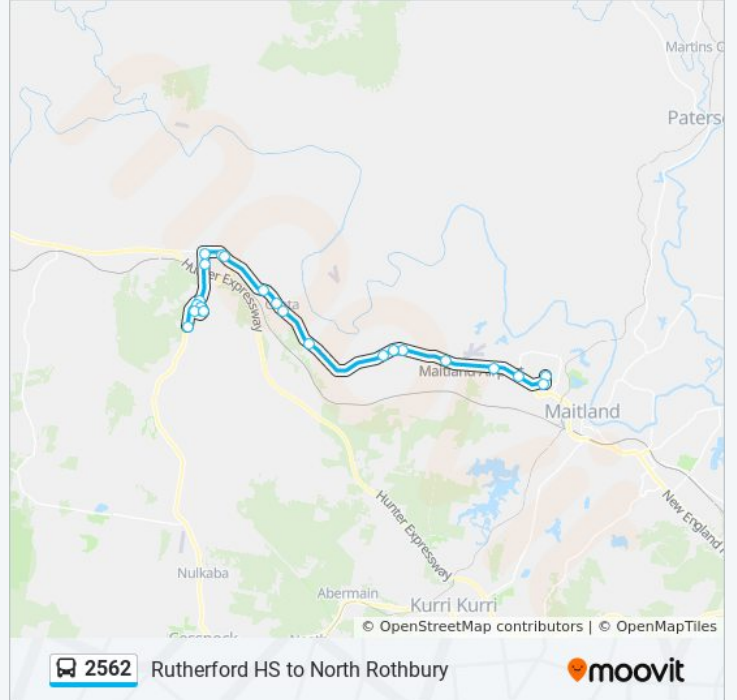 Martins C
Paters
Hunter Expressway
Maitland
Maitland
Hunter Expressway
New England
Nulkaba
Abermain
Kurri Kurri
© OpenStreetMap contributors | © OpenMapTiles
2562 Rutherford HS to North Rothbury
moovit